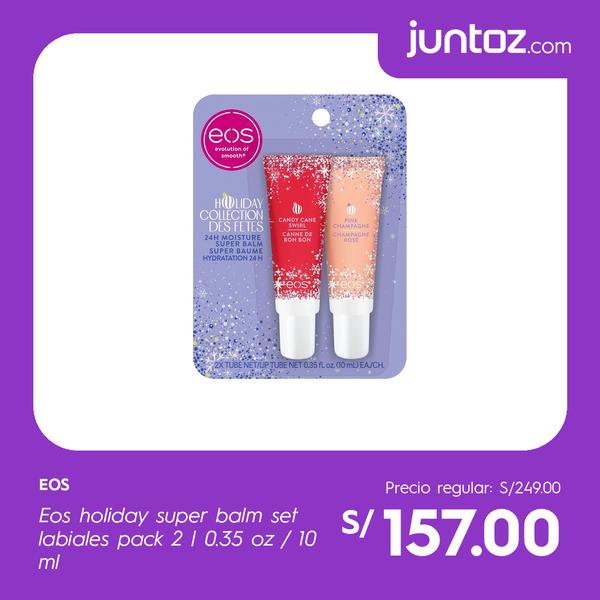 juntoz.com
eos
evolution of
smooth®
HOLIDAY
COLLECTION
DES FÊTES
24H MOISTURE
SUPER BALM
SUPER BAUME
HYDRATATION 24 H
CANDY CANE
SWIRL
CANNE DE
BON BON
eos
PINK
CHAMPAGNE
CHAMPAGNE
ROSÉ
eos
2X TUBE NET/LIP TUBE NET 0.35 fl. oz. (10 mL) EA/CH.
EOS
Eos holiday super balm set
labiales pack 2 | 0.35 oz / 10
ml
Precio regular: S/249.00
S/157.00